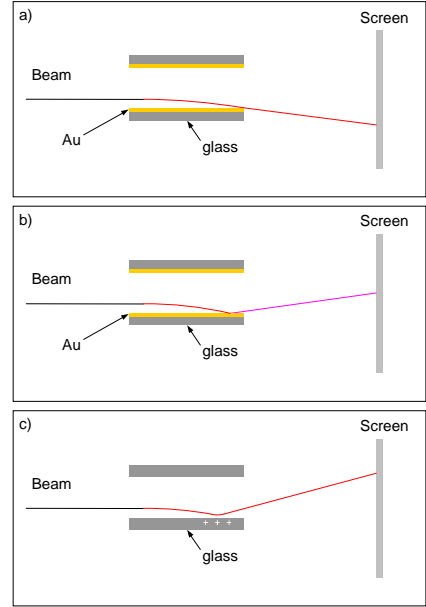 a)
Screen
Beam
Au
glass
b)
Screen
Beam
Au
glass
c)
Screen
Beam
+ + +
glass